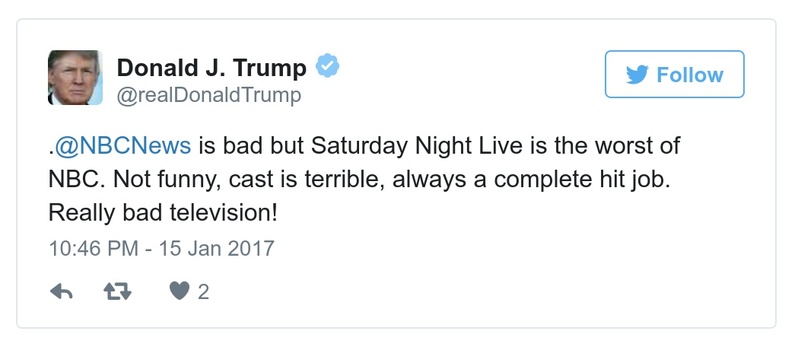 Donald J. Trump
Follow
@realDonaldTrump
.@NBCNews is bad but Saturday Night Live is the worst of
NBC. Not funny, cast is terrible, always a complete hit job.
Really bad television!
10:46 PM - 15 Jan 2017
2